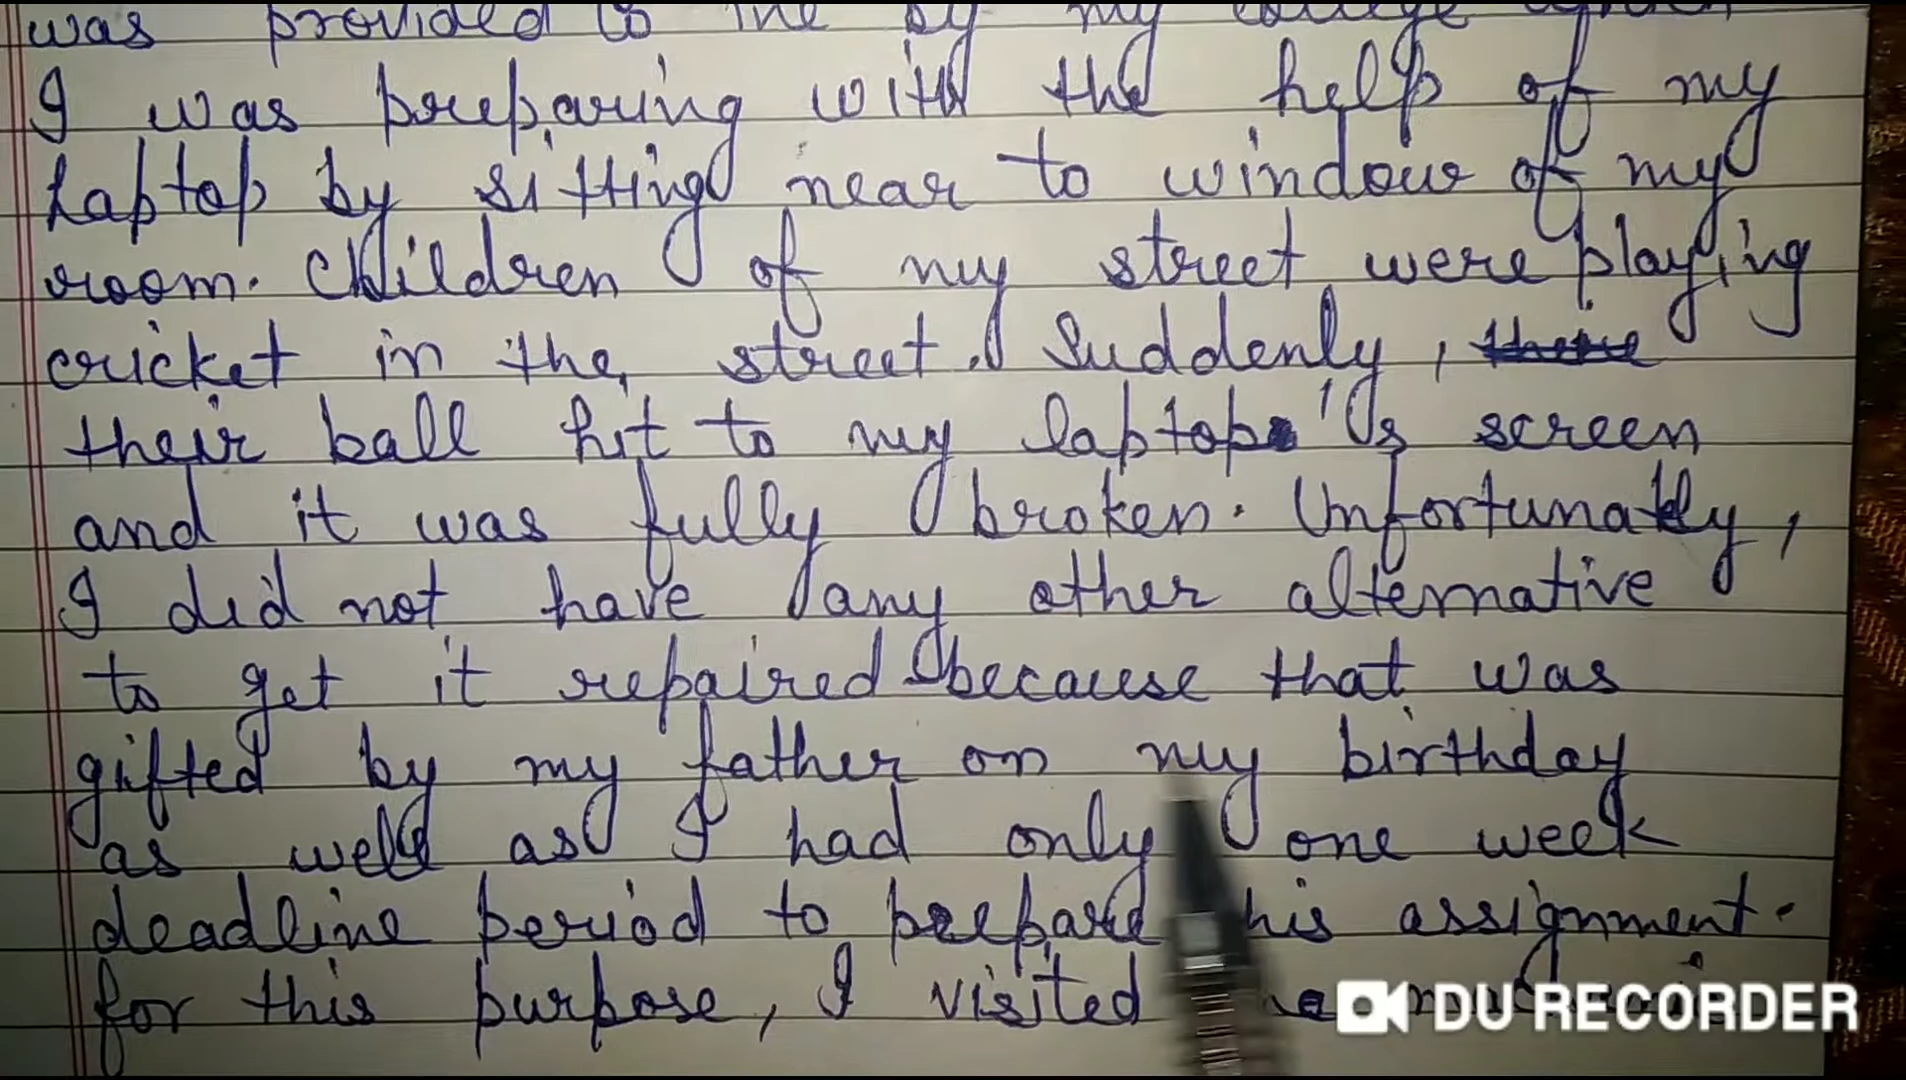 was provided to me by my college which
I was preparing with the help of my
Laptop by sitting near to window of my
room. Children of my street were playing
cricket in the street. Suddenly,
their ball hit to my laptop's screen
and it was fully broken. Unfortunately,
I did not have any other alternative
to get it repaired because that was
gifted by my father on my birthday
as well as I had only one week
deadline period to prepare his assignment.
for this purpose, I visited
DU RECORDER